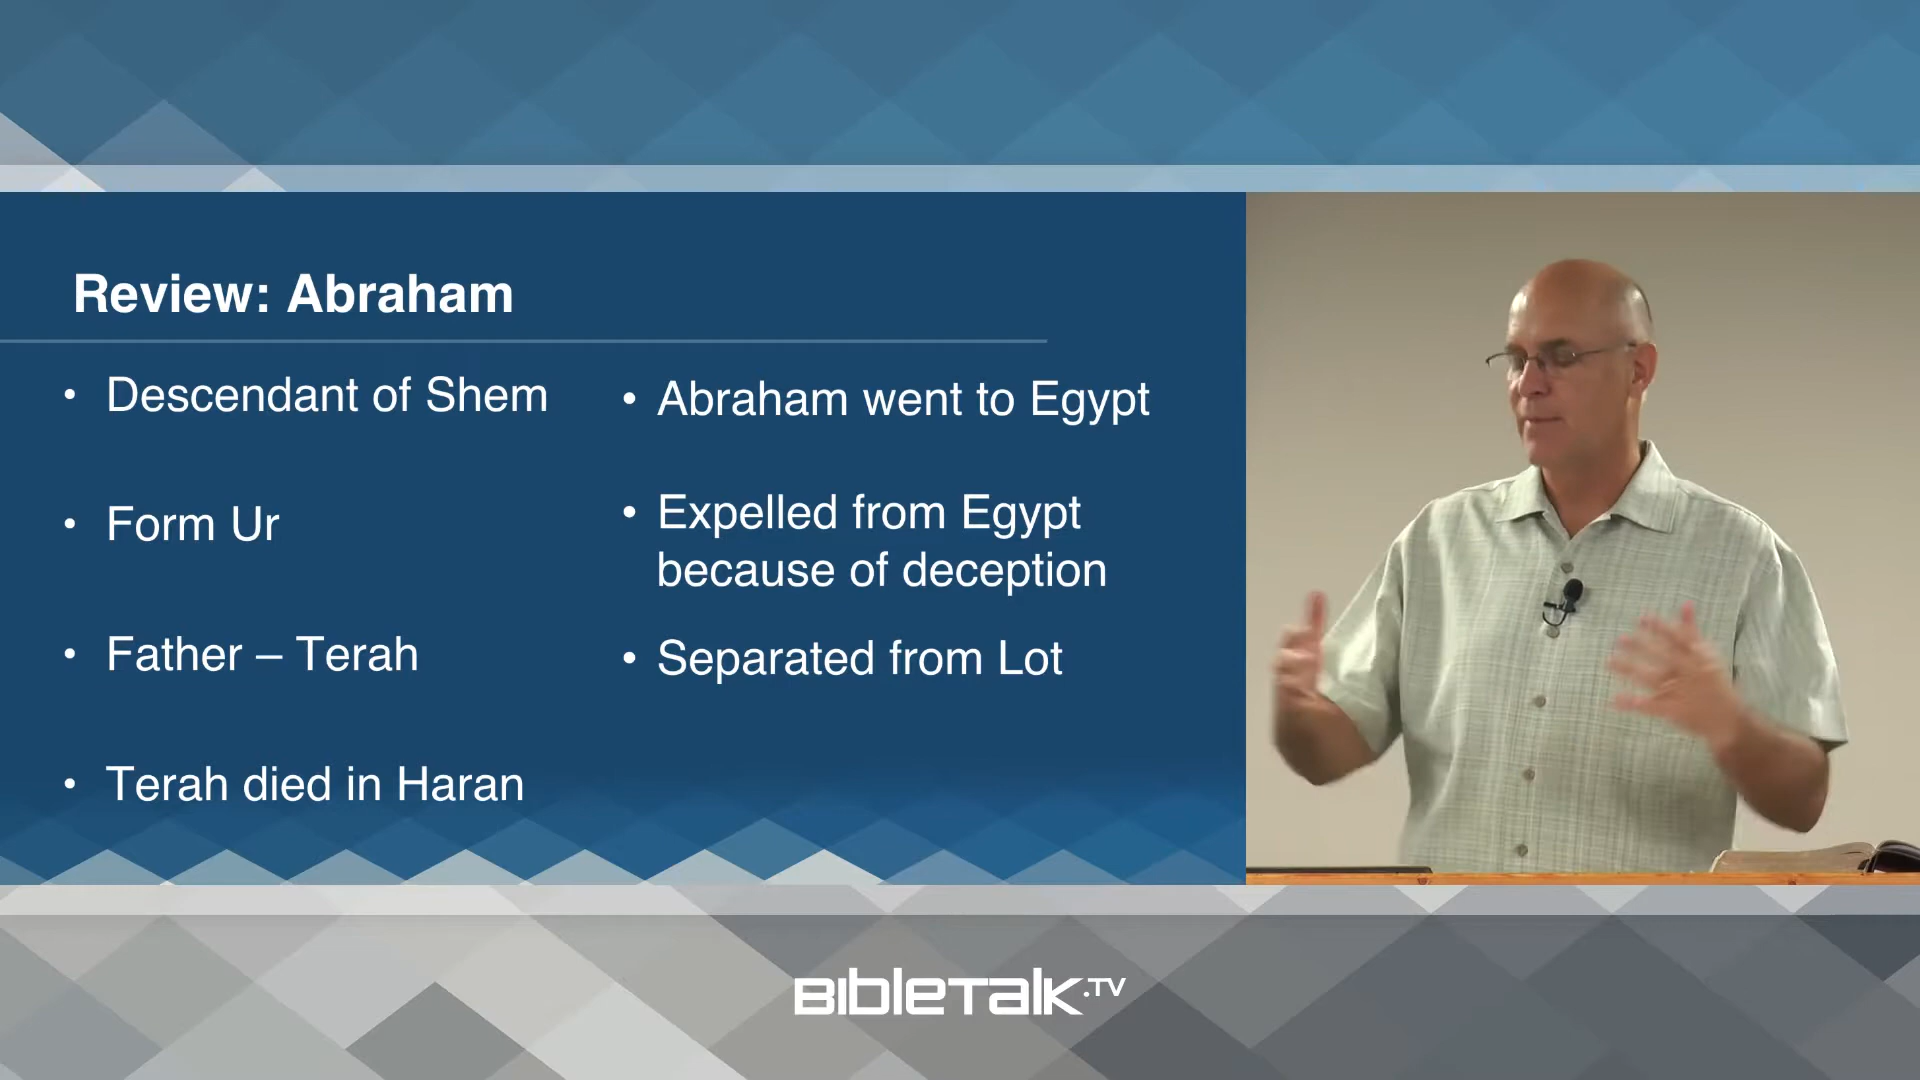 Review: Abraham
• Descendant of Shem
• Form Ur
• Father – Terah
• Terah died in Haran
• Abraham went to Egypt
• Expelled from Egypt
because of deception
• Separated from Lot
BibleTalk.TV